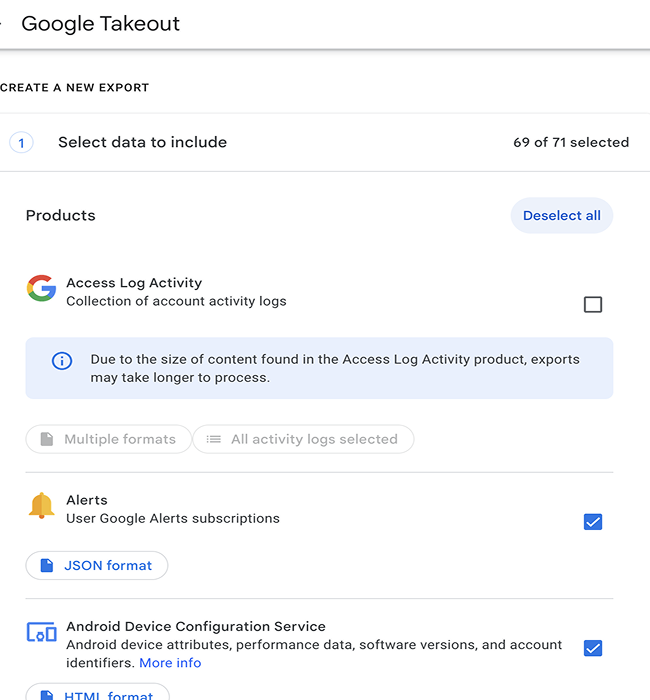 Google Takeout
CREATE A NEW EXPORT
1 Select data to include 69 of 71 selected
Products Deselect all
Access Log Activity
Collection of account activity logs
Due to the size of content found in the Access Log Activity product, exports
may take longer to process.
Multiple formats All activity logs selected
Alerts
User Google Alerts subscriptions
JSON format
Android Device Configuration Service
Android device attributes, performance data, software versions, and account
identifiers. More info
HTML format